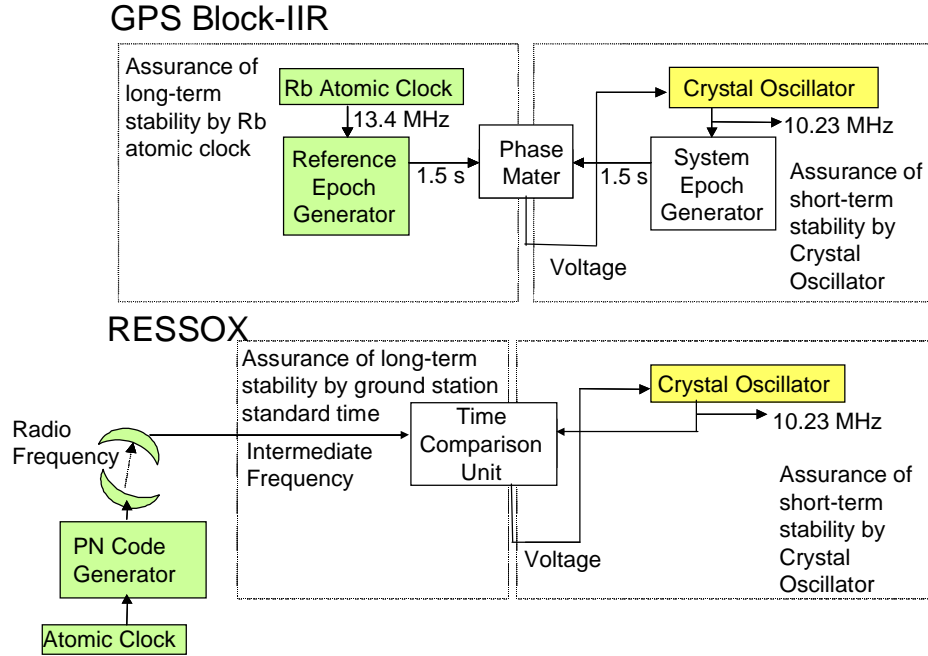 GPS Block-IIR
Assurance of
long-term
stability by Rb
atomic clock
Rb Atomic Clock
13.4 MHz
Reference
Epoch
Generator
1.5 s
Phase
Mater
1.5 s
Crystal Oscillator
10.23 MHz
System
Epoch
Generator
Assurance of
short-term
stability by
Crystal
Oscillator
Voltage
RESSOX
Assurance of long-term
stability by ground station
standard time
Radio
Frequency
Intermediate
Frequency
Time
Comparison
Unit
Crystal Oscillator
10.23 MHz
Assurance of
short-term
stability by
Crystal
Oscillator
Voltage
PN Code
Generator
Atomic Clock